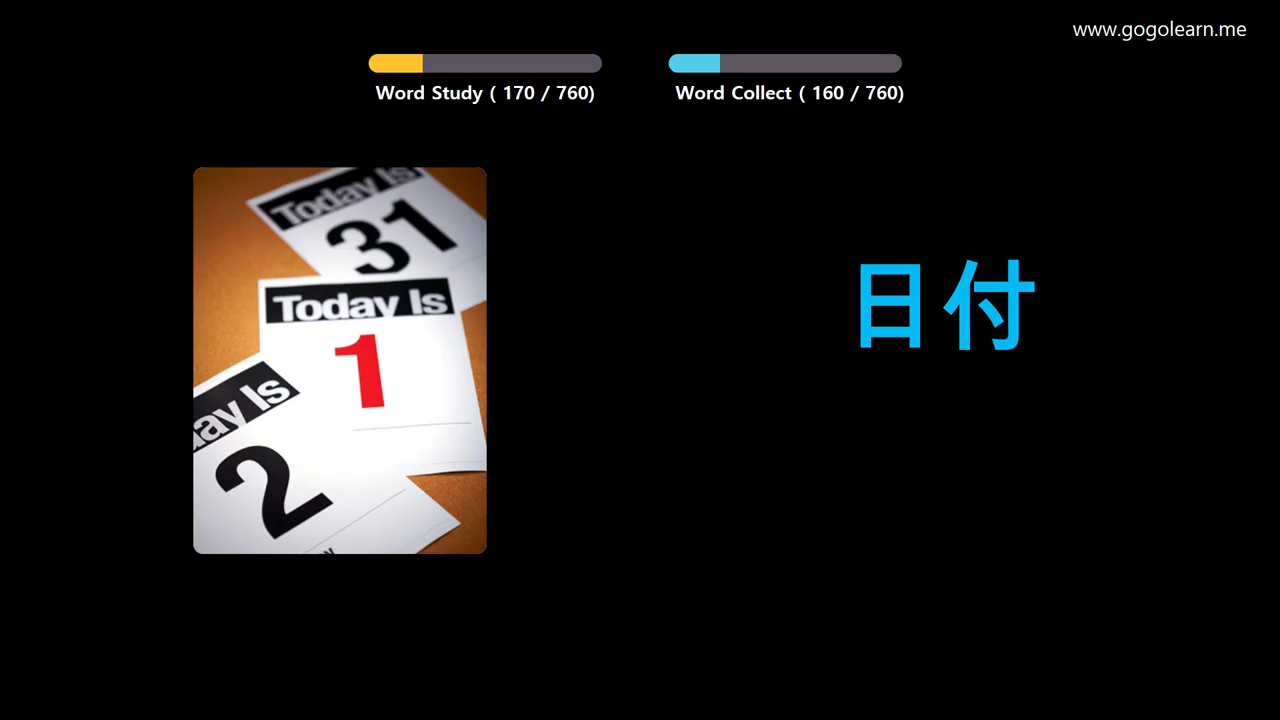 www.gogolearn.me
Word Study ( 170 / 760)
Word Collect ( 160 / 760)
Today Is
31
Today Is
1
ay Is
2
日付